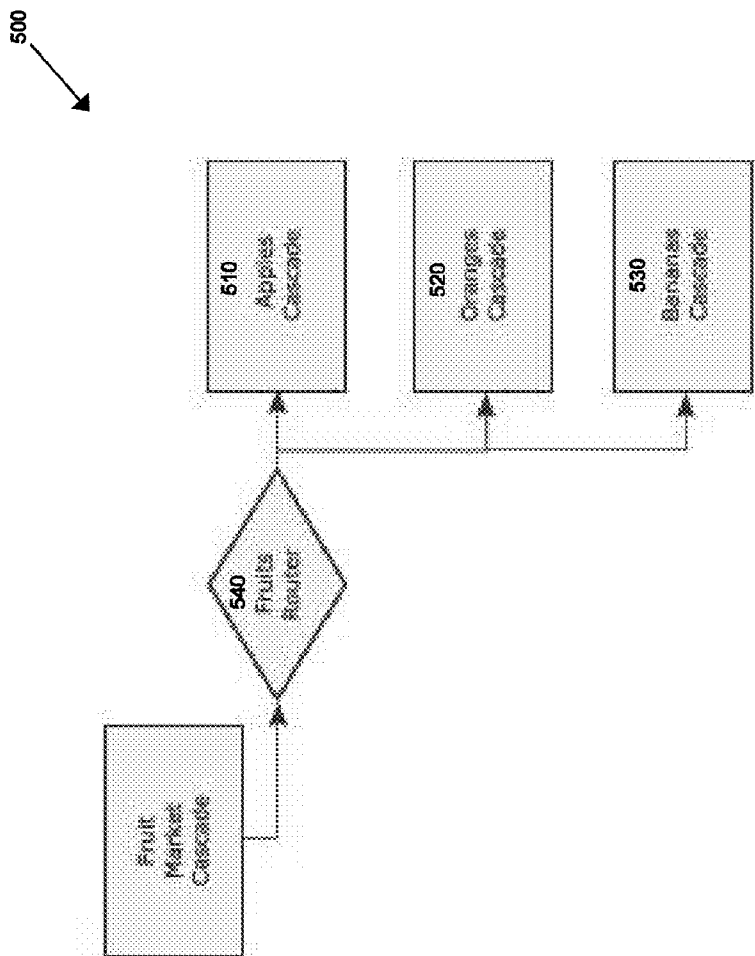 500
Fruit
Market
Cascade
540
Fruits
Router
510
Apples
Cascade
520
Oranges
Cascade
530
Bananas
Cascade